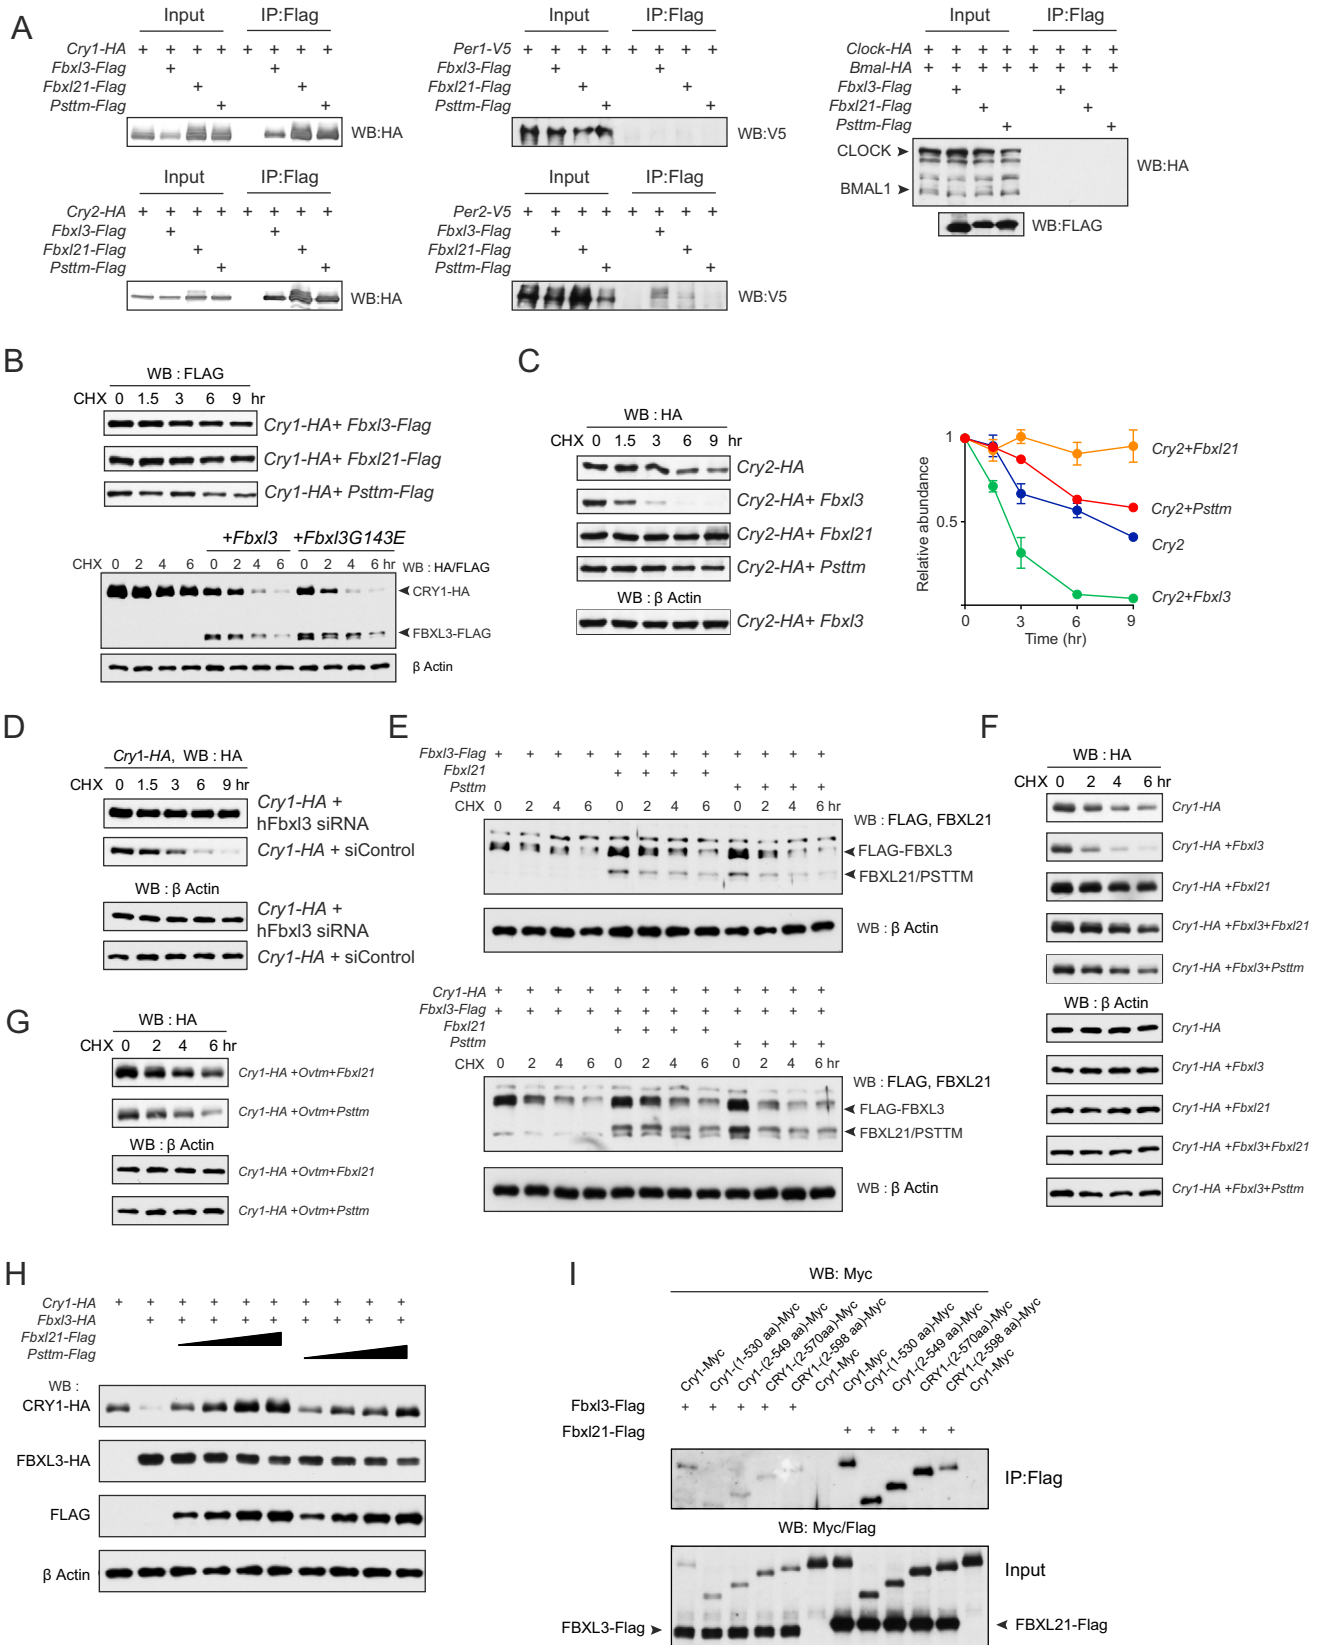 A
Input IP:Flag
Cry1-HA + + + + + + + +
Fbxl3-Flag + +
Fbxl21-Flag + +
Psttm-Flag + +
WB:HA
Input IP:Flag
Cry2-HA + + + + + + + +
Fbxl3-Flag + +
Fbxl21-Flag + +
Psttm-Flag + +
WB:HA
Input IP:Flag
Per1-V5 + + + + + + + +
Fbxl3-Flag + +
Fbxl21-Flag + +
Psttm-Flag + +
WB:V5
Input IP:Flag
Per2-V5 + + + + + + + +
Fbxl3-Flag + +
Fbxl21-Flag + +
Psttm-Flag + +
WB:V5
Input IP:Flag
Clock-HA + + + + + + + +
Bmal-HA + + + + + + + +
Fbxl3-Flag + +
Fbxl21-Flag + +
Psttm-Flag + +
CLOCK
BMAL1
WB:HA
WB:FLAG
B
WB : FLAG
CHX 0 1.5 3 6 9 hr
Cry1-HA+ Fbxl3-Flag
Cry1-HA+ Fbxl21-Flag
Cry1-HA+ Psttm-Flag
+Fbxl3 +Fbxl3G143E
CHX 0 2 4 6 0 2 4 6 0 2 4 6 hr WB : HA/FLAG
CRY1-HA
FBXL3-FLAG
β Actin
C
WB : HA
CHX 0 1.5 3 6 9 hr
Cry2-HA
Cry2-HA+ Fbxl3
Cry2-HA+ Fbxl21
Cry2-HA+ Psttm
WB : β Actin
Cry2-HA+ Fbxl3
Relative abundance
1
0.5
0 3 6 9
Time (hr)
Cry2+Fbxl21
Cry2+Psttm
Cry2
Cry2+Fbxl3
D
Cry1-HA, WB : HA
CHX 0 1.5 3 6 9 hr
Cry1-HA +
hFbxl3 siRNA
Cry1-HA + siControl
WB : β Actin
Cry1-HA +
hFbxl3 siRNA
Cry1-HA + siControl
E
Fbxl3-Flag + + + + + + + + + + + +
Fbxl21 + + + +
Psttm + + + +
CHX 0 2 4 6 0 2 4 6 0 2 4 6 hr
WB : FLAG, FBXL21
FLAG-FBXL3
FBXL21/PSTTM
WB : β Actin
Cry1-HA + + + + + + + + + + + +
Fbxl3-Flag + + + + + + + + + + + +
Fbxl21 + + + +
Psttm + + + +
CHX 0 2 4 6 0 2 4 6 0 2 4 6 hr
WB : FLAG, FBXL21
FLAG-FBXL3
FBXL21/PSTTM
WB : β Actin
F
WB : HA
CHX 0 2 4 6 hr
Cry1-HA
Cry1-HA +Fbxl3
Cry1-HA +Fbxl21
Cry1-HA +Fbxl3+Fbxl21
Cry1-HA +Fbxl3+Psttm
WB : β Actin
Cry1-HA
Cry1-HA +Fbxl3
Cry1-HA +Fbxl21
Cry1-HA +Fbxl3+Fbxl21
Cry1-HA +Fbxl3+Psttm
G
WB : HA
CHX 0 2 4 6 hr
Cry1-HA +Ovtm+Fbxl21
Cry1-HA +Ovtm+Psttm
WB : β Actin
Cry1-HA +Ovtm+Fbxl21
Cry1-HA +Ovtm+Psttm
H
Cry1-HA + + + + + + + + + +
Fbxl3-HA + + + + + + + + +
Fbxl21-Flag
Psttm-Flag
WB :
CRY1-HA
FBXL3-HA
FLAG
β Actin
I
WB: Myc
Cry1-Myc
Cry1-(1-530 aa)-Myc
Cry1-(2-549 aa)-Myc
CRY1-(2-570aa)-Myc
CRY1-(2-598 aa)-Myc
Cry1-Myc
Cry1-Myc
Cry1-(1-530 aa)-Myc
Cry1-(2-549 aa)-Myc
CRY1-(2-570aa)-Myc
CRY1-(2-598 aa)-Myc
Cry1-Myc
Fbxl3-Flag + + + + +
Fbxl21-Flag + + + + +
IP:Flag
WB: Myc/Flag
Input
FBXL3-Flag
FBXL21-Flag